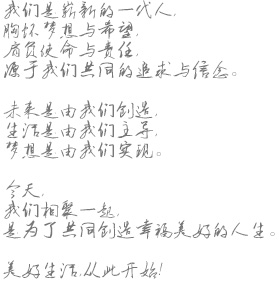 我们是崭新的一代人,
胸怀梦想与希望,
肩负使命与责任,
源于我们共同的追求与信念。
未来是由我们创造,
生活是由我们主导,
梦想是由我们实现。
今天,
我们相聚一起,
是为了共同创造幸福美好的人生。
美好生活,从此开始!